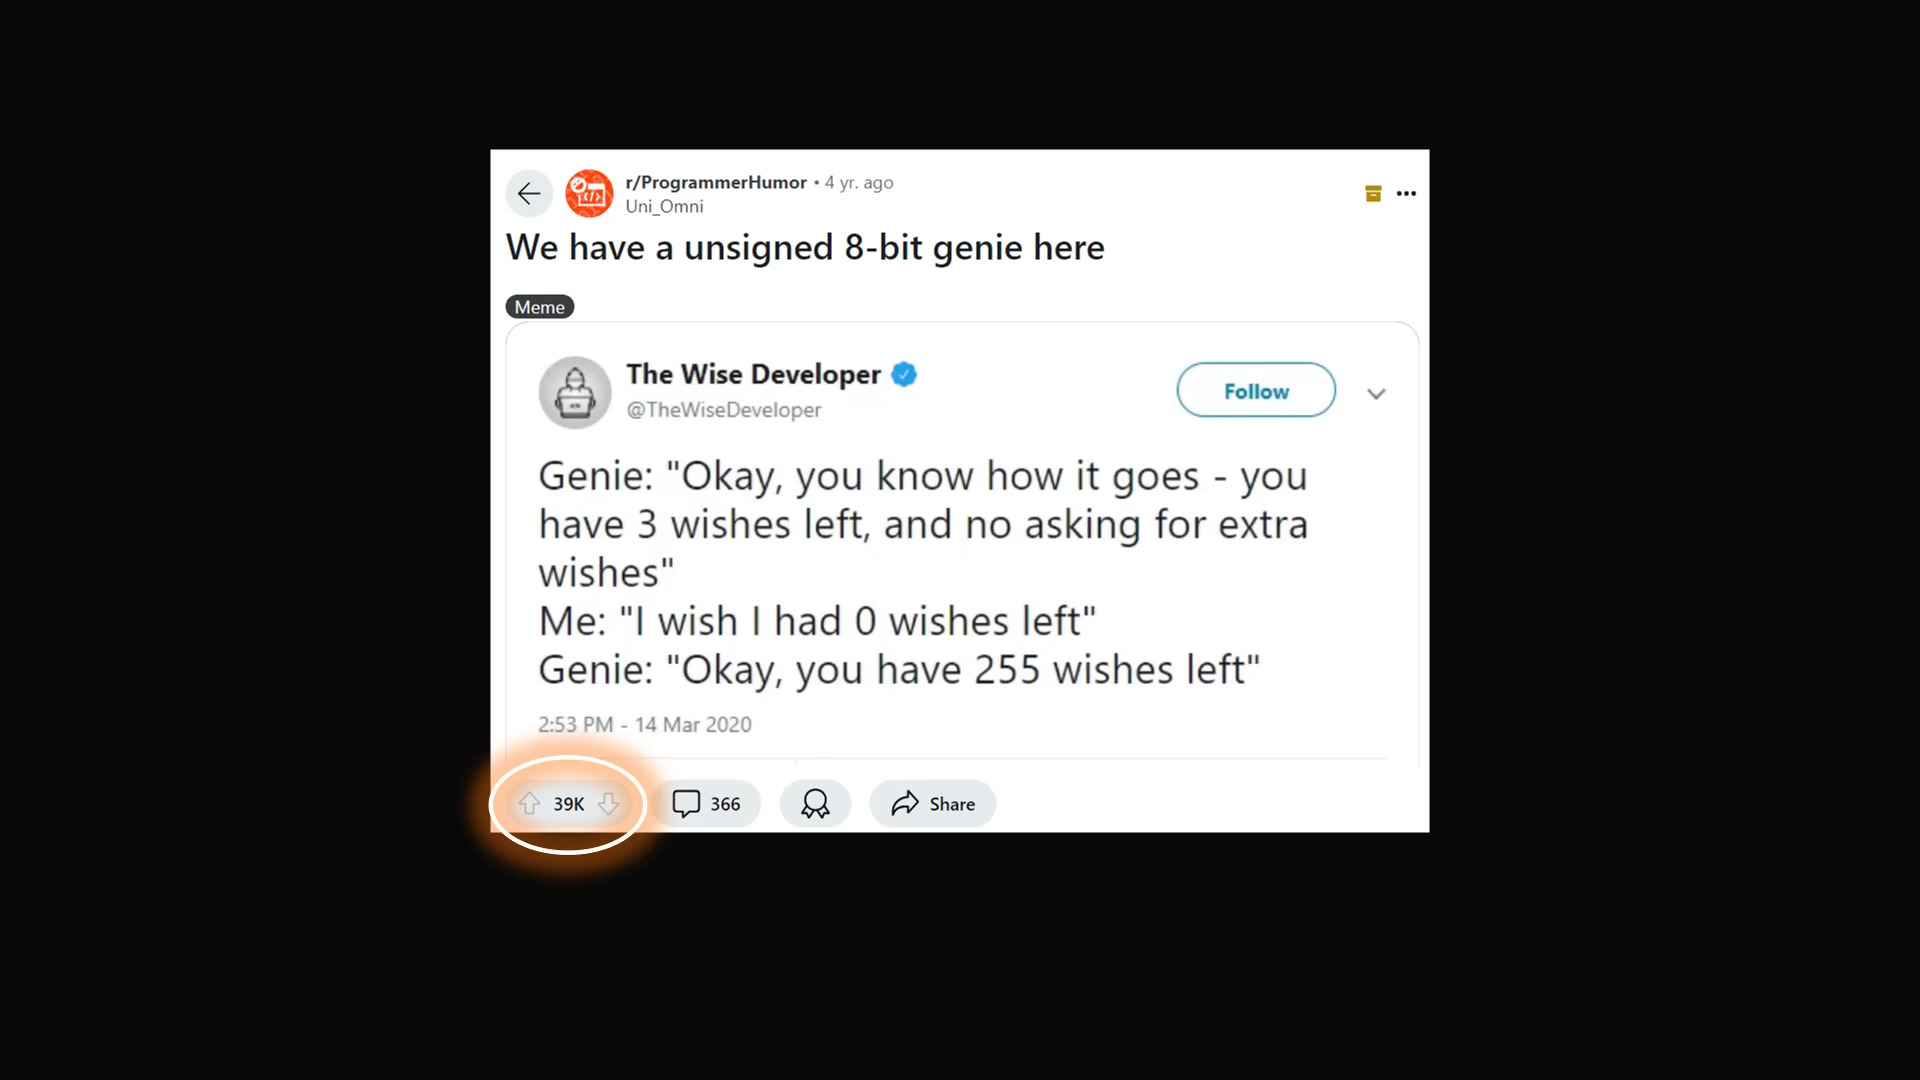 r/ProgrammerHumor • 4 yr. ago
Uni_Omni
We have a unsigned 8-bit genie here
Meme
The Wise Developer
@TheWiseDeveloper
Follow
Genie: "Okay, you know how it goes - you
have 3 wishes left, and no asking for extra
wishes"
Me: "I wish I had 0 wishes left"
Genie: "Okay, you have 255 wishes left"
2:53 PM - 14 Mar 2020
39K 366 Share